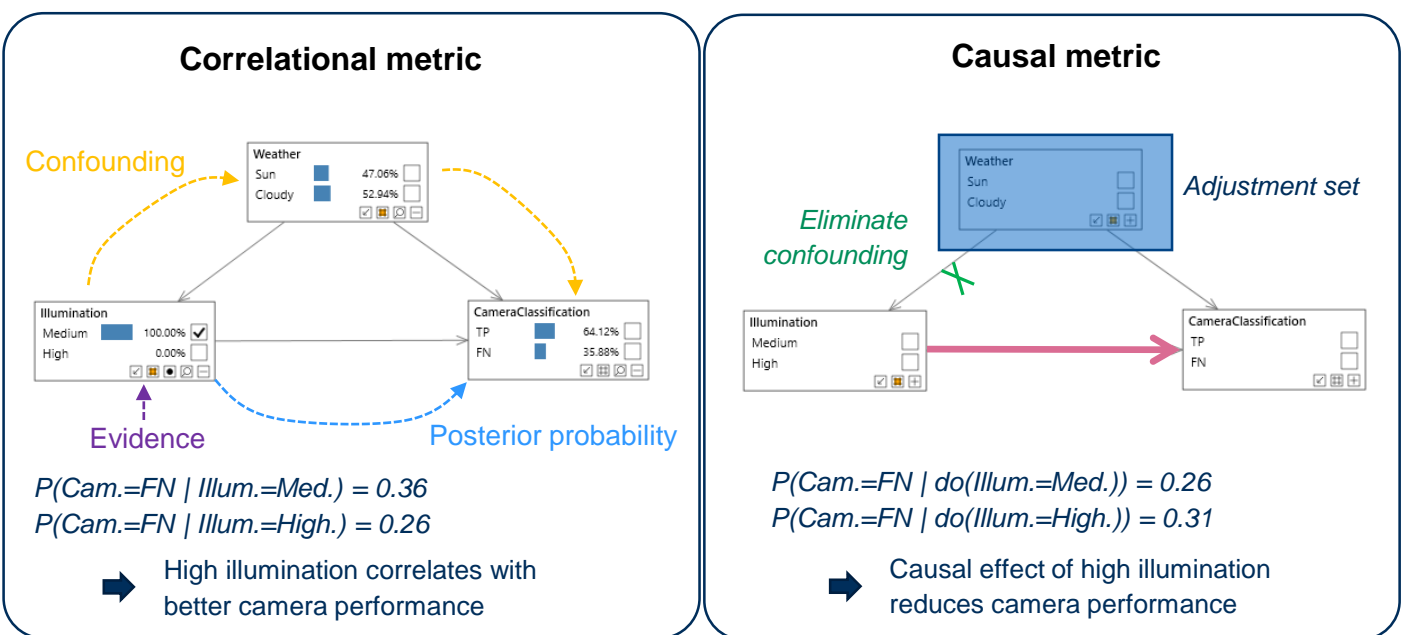 Correlational metric
Confounding
Weather
Sun 47.06%
Cloudy 52.94%
Illumination
Medium 100.00%
High 0.00%
CameraClassification
TP 64.12%
FN 35.88%
Evidence
Posterior probability
P(Cam.=FN | Illum.=Med.) = 0.36
P(Cam.=FN | Illum.=High.) = 0.26
High illumination correlates with
better camera performance
Causal metric
Weather
Sun
Cloudy
Adjustment set
Eliminate
confounding
Illumination
Medium
High
CameraClassification
TP
FN
P(Cam.=FN | do(Illum.=Med.)) = 0.26
P(Cam.=FN | do(Illum.=High.)) = 0.31
Causal effect of high illumination
reduces camera performance